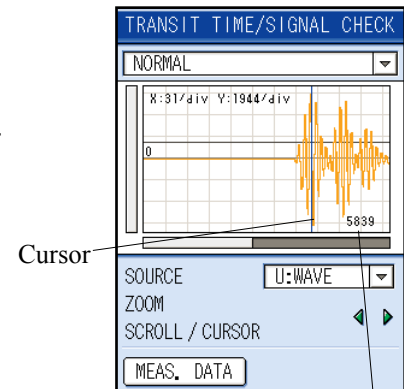 TRANSIT TIME/SIGNAL CHECK
NORMAL
X:31/div Y:1944/div
0
5839
Cursor
SOURCE U:WAVE
ZOOM
SCROLL / CURSOR
MEAS. DATA